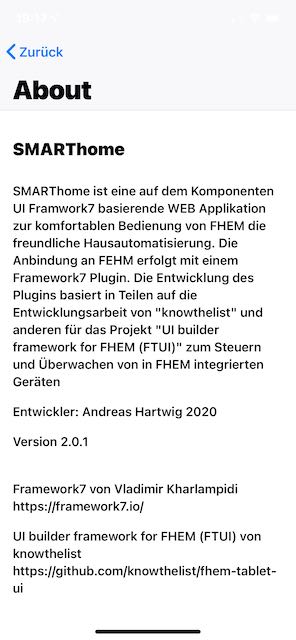 Zurück
About
SMARThome
SMARThome ist eine auf dem Komponenten
UI Framwork7 basierende WEB Applikation
zur komfortablen Bedienung von FHEM die
freundliche Hausautomatisierung. Die
Anbindung an FEHM erfolgt mit einem
Framework7 Plugin. Die Entwicklung des
Plugins basiert in Teilen auf die
Entwicklungsarbeit von "knowthelist" und
anderen für das Projekt "UI builder
framework for FHEM (FTUI)" zum Steuern
und Überwachen von in FHEM integrierten
Geräten
Entwickler: Andreas Hartwig 2020
Version 2.0.1
Framework7 von Vladimir Kharlampidi
https://framework7.io/
UI builder framework for FHEM (FTUI) von
knowthelist
https://github.com/knowthelist/fhem-tablet-
ui